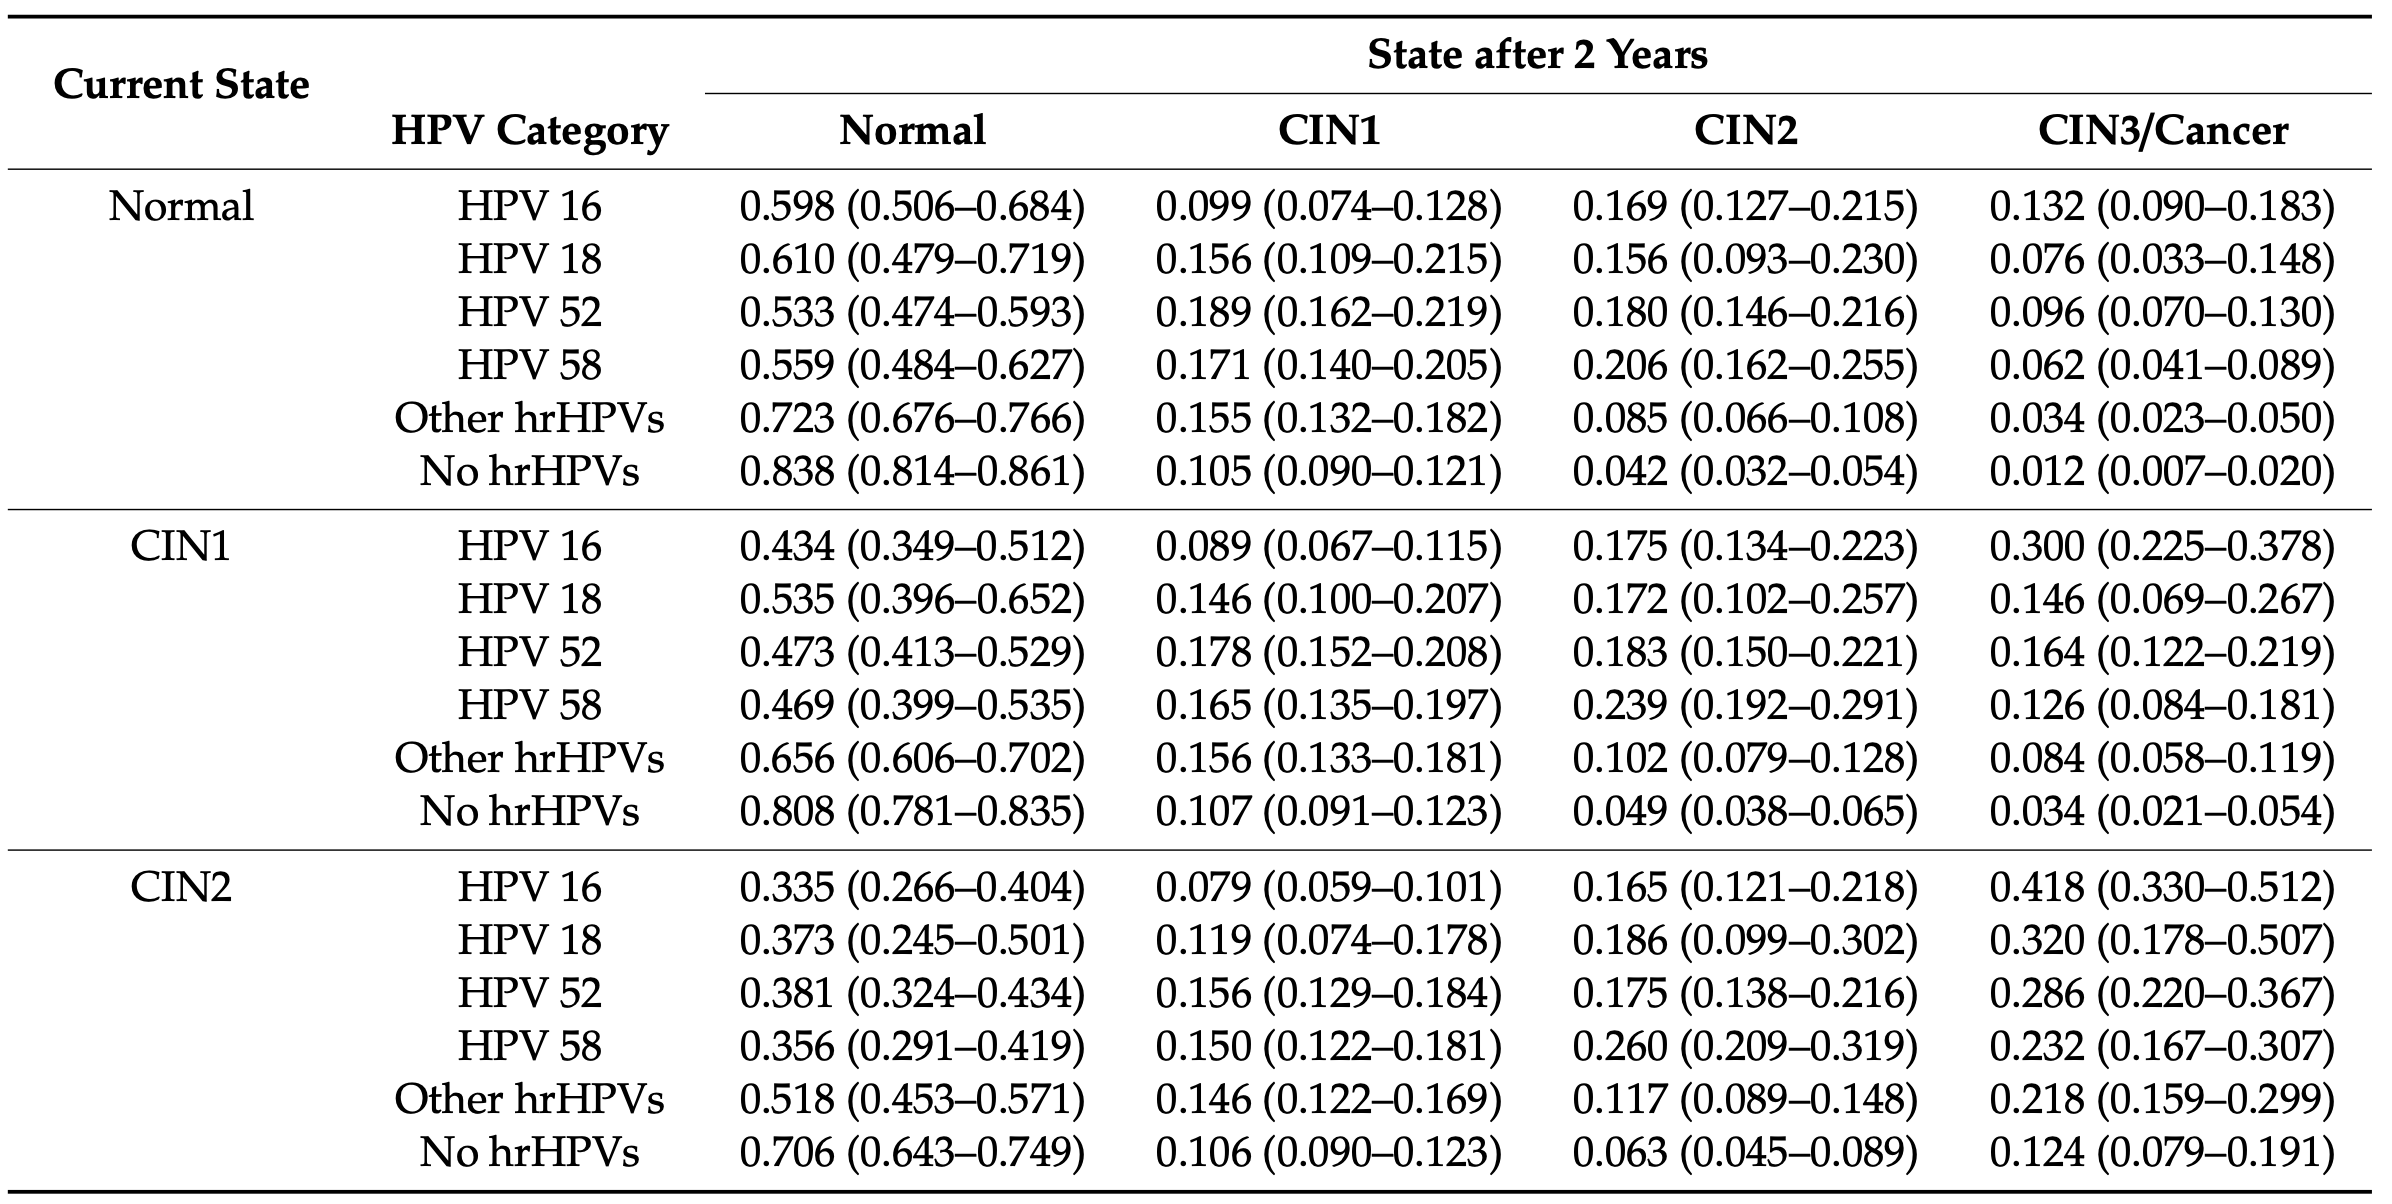 State after 2 Years
Current State
HPV Category Normal CIN1 CIN2 CIN3/Cancer
Normal HPV 16 0.598 (0.506–0.684) 0.099 (0.074–0.128) 0.169 (0.127–0.215) 0.132 (0.090–0.183)
HPV 18 0.610 (0.479–0.719) 0.156 (0.109–0.215) 0.156 (0.093–0.230) 0.076 (0.033–0.148)
HPV 52 0.533 (0.474–0.593) 0.189 (0.162–0.219) 0.180 (0.146–0.216) 0.096 (0.070–0.130)
HPV 58 0.559 (0.484–0.627) 0.171 (0.140–0.205) 0.206 (0.162–0.255) 0.062 (0.041–0.089)
Other hrHPVs 0.723 (0.676–0.766) 0.155 (0.132–0.182) 0.085 (0.066–0.108) 0.034 (0.023–0.050)
No hrHPVs 0.838 (0.814–0.861) 0.105 (0.090–0.121) 0.042 (0.032–0.054) 0.012 (0.007–0.020)
CIN1 HPV 16 0.434 (0.349–0.512) 0.089 (0.067–0.115) 0.175 (0.134–0.223) 0.300 (0.225–0.378)
HPV 18 0.535 (0.396–0.652) 0.146 (0.100–0.207) 0.172 (0.102–0.257) 0.146 (0.069–0.267)
HPV 52 0.473 (0.413–0.529) 0.178 (0.152–0.208) 0.183 (0.150–0.221) 0.164 (0.122–0.219)
HPV 58 0.469 (0.399–0.535) 0.165 (0.135–0.197) 0.239 (0.192–0.291) 0.126 (0.084–0.181)
Other hrHPVs 0.656 (0.606–0.702) 0.156 (0.133–0.181) 0.102 (0.079–0.128) 0.084 (0.058–0.119)
No hrHPVs 0.808 (0.781–0.835) 0.107 (0.091–0.123) 0.049 (0.038–0.065) 0.034 (0.021–0.054)
CIN2 HPV 16 0.335 (0.266–0.404) 0.079 (0.059–0.101) 0.165 (0.121–0.218) 0.418 (0.330–0.512)
HPV 18 0.373 (0.245–0.501) 0.119 (0.074–0.178) 0.186 (0.099–0.302) 0.320 (0.178–0.507)
HPV 52 0.381 (0.324–0.434) 0.156 (0.129–0.184) 0.175 (0.138–0.216) 0.286 (0.220–0.367)
HPV 58 0.356 (0.291–0.419) 0.150 (0.122–0.181) 0.260 (0.209–0.319) 0.232 (0.167–0.307)
Other hrHPVs 0.518 (0.453–0.571) 0.146 (0.122–0.169) 0.117 (0.089–0.148) 0.218 (0.159–0.299)
No hrHPVs 0.706 (0.643–0.749) 0.106 (0.090–0.123) 0.063 (0.045–0.089) 0.124 (0.079–0.191)